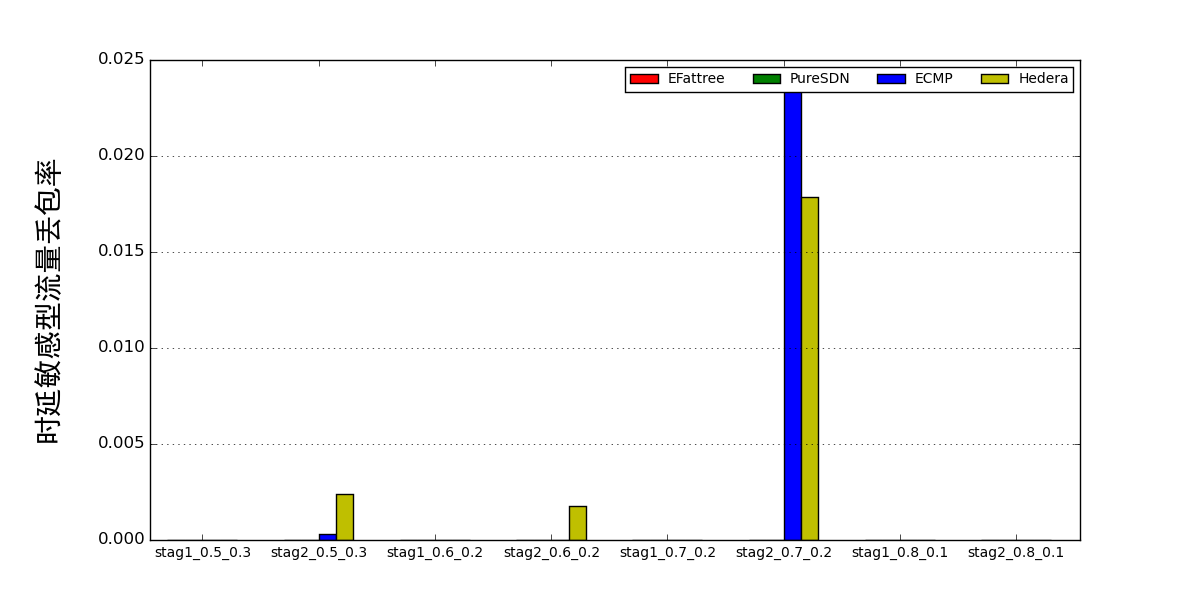 EFattree PureSDN ECMP Hedera
时延敏感型流量丢包率
0.025
0.020
0.015
0.010
0.005
0.000
stag1_0.5_0.3 stag2_0.5_0.3 stag1_0.6_0.2 stag2_0.6_0.2 stag1_0.7_0.2 stag2_0.7_0.2 stag1_0.8_0.1 stag2_0.8_0.1